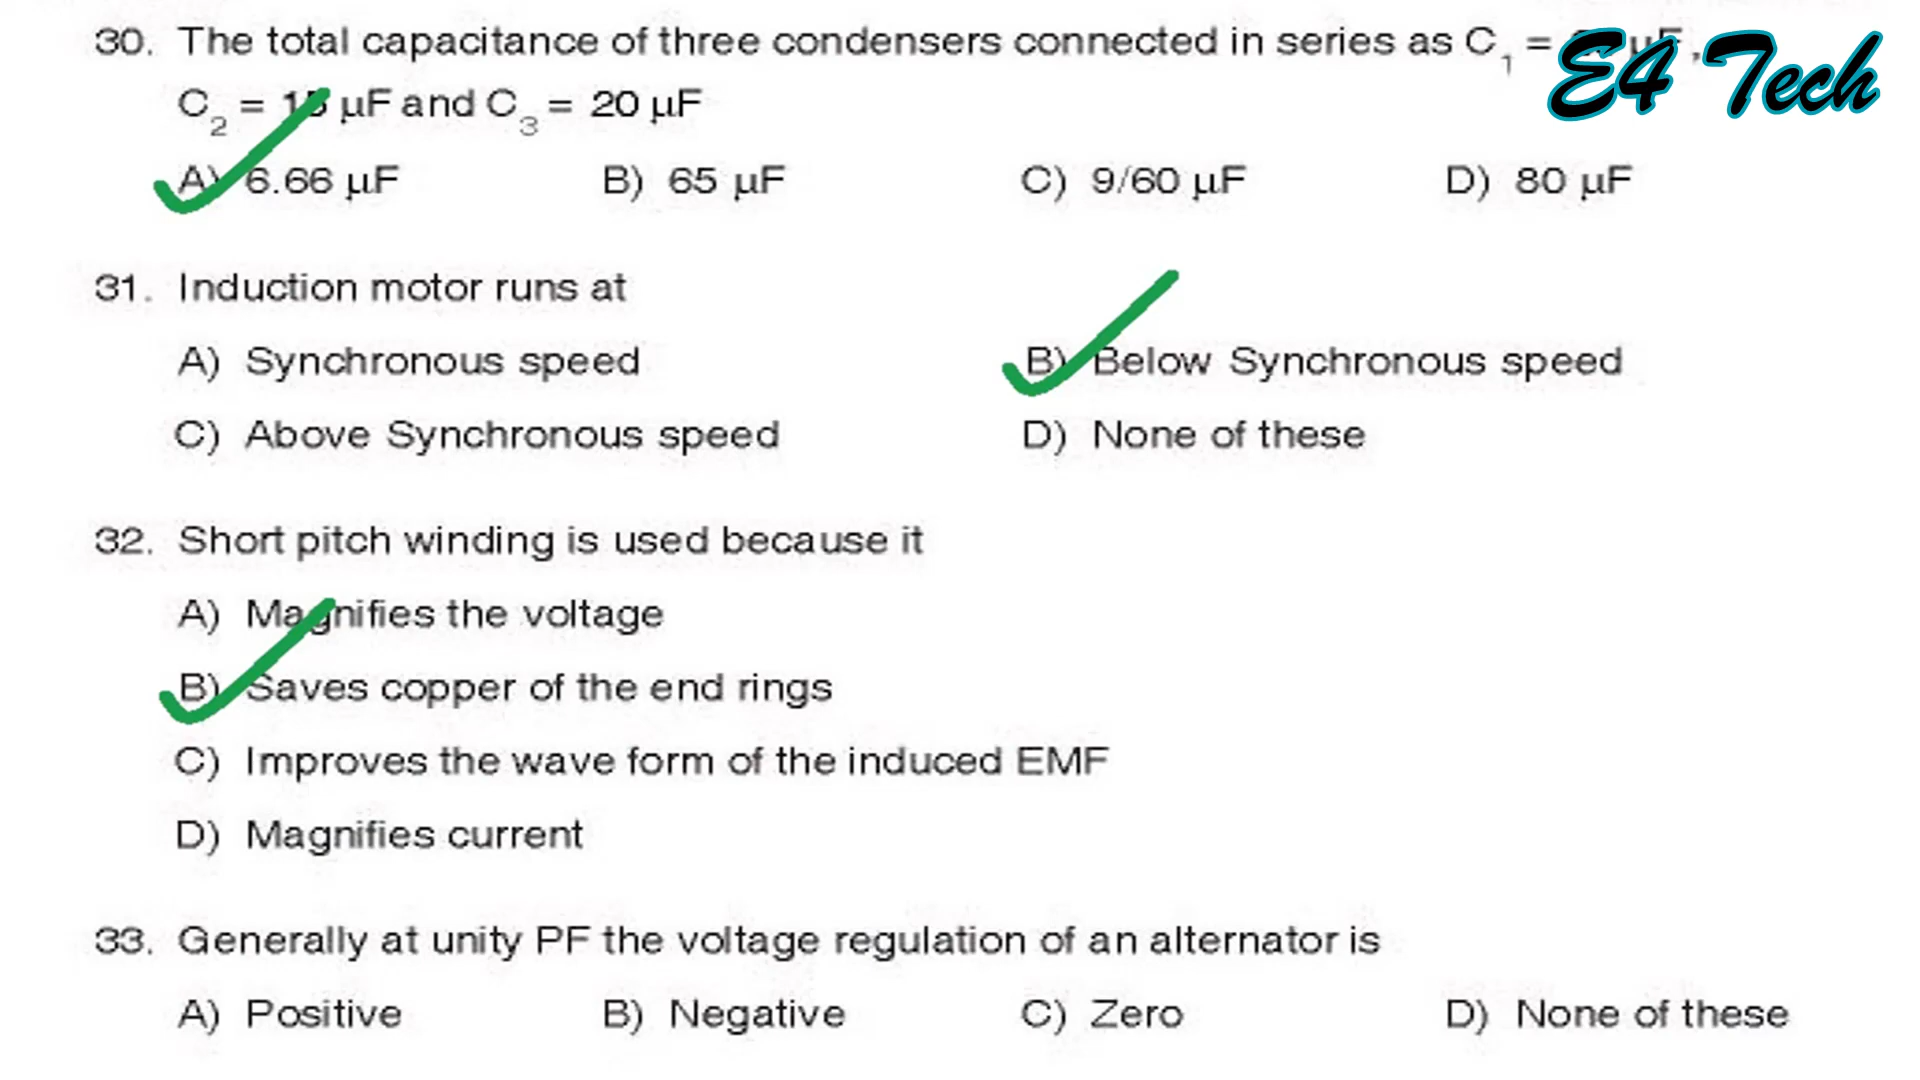 30. The total capacitance of three condensers connected in series as C1 = µF,
E4 Tech
C2 = 15 µF and C3 = 20 µF
A) 6.66 µF B) 65 µF C) 9/60 µF D) 80 µF
31. Induction motor runs at
A) Synchronous speed B) Below Synchronous speed
C) Above Synchronous speed D) None of these
32. Short pitch winding is used because it
A) Magnifies the voltage
B) Saves copper of the end rings
C) Improves the wave form of the induced EMF
D) Magnifies current
33. Generally at unity PF the voltage regulation of an alternator is
A) Positive B) Negative C) Zero D) None of these